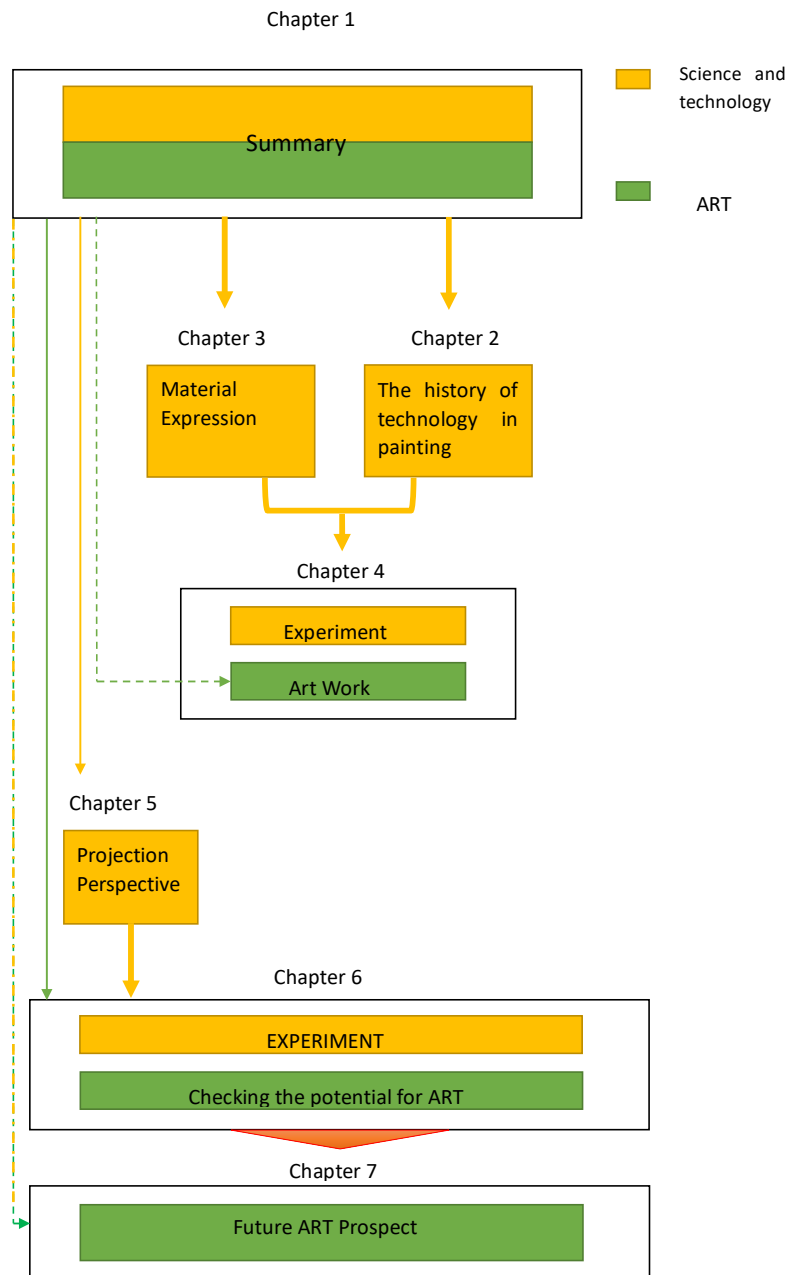 Chapter 1
Science and
technology
Summary
ART
Chapter 3
Chapter 2
Material
Expression
The history of
technology in
painting
Chapter 4
Experiment
Art Work
Chapter 5
Projection
Perspective
Chapter 6
EXPERIMENT
Checking the potential for ART
Chapter 7
Future ART Prospect